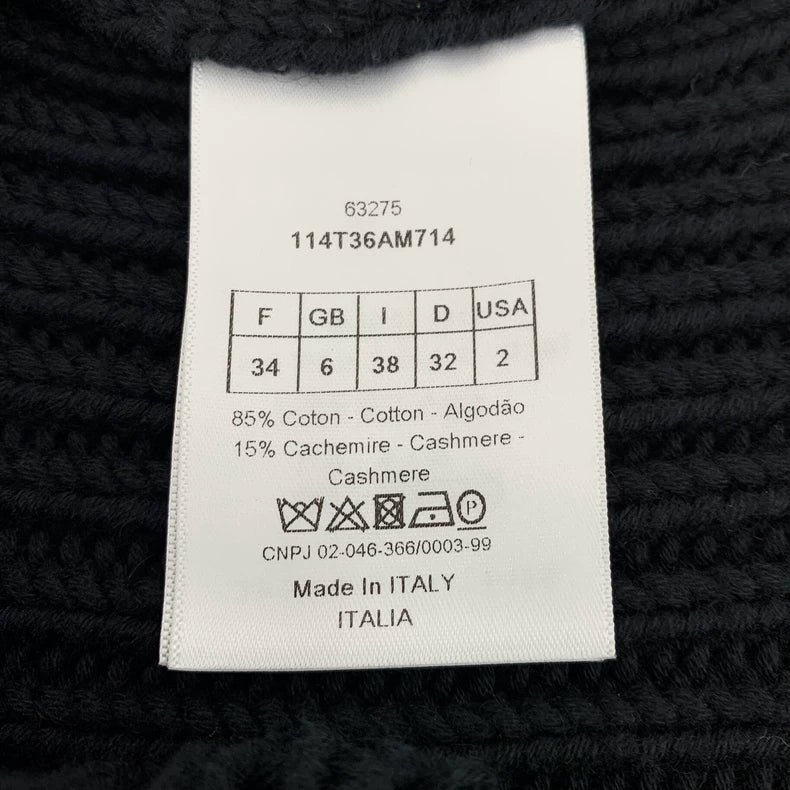 63275
114T36AM714
F GB I D USA
34 6 38 32 2
85% Coton - Cotton - Algodão
15% Cachemire - Cashmere -
Cashmere
P
CNPJ 02-046-366/0003-99
Made In ITALY
ITALIA